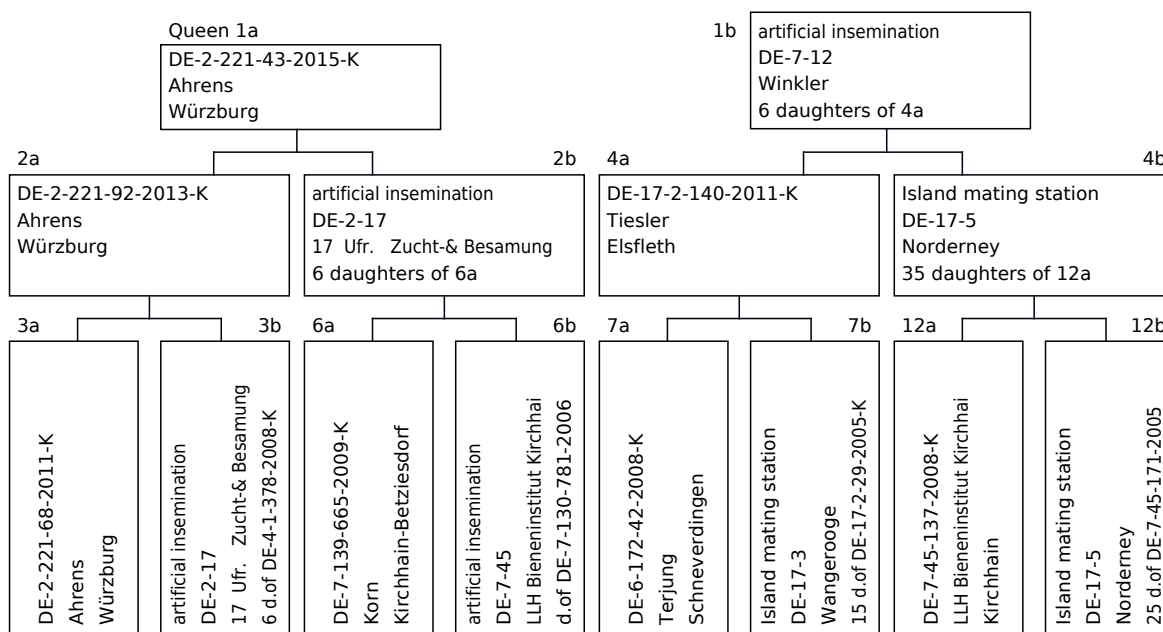 Queen 1a
DE-2-221-43-2015-K
Ahrens
Würzburg
1b
artificial insemination
DE-7-12
Winkler
6 daughters of 4a
2a
DE-2-221-92-2013-K
Ahrens
Würzburg
2b
artificial insemination
DE-2-17
17 Ufr. Zucht-& Besamung
6 daughters of 6a
4a
DE-17-2-140-2011-K
Tiesler
Elsfleth
4b
Island mating station
DE-17-5
Norderney
35 daughters of 12a
3a
DE-2-221-68-2011-K
Ahrens
Würzburg
3b
artificial insemination
DE-2-17
17 Ufr. Zucht-& Besamung
6 d.of DE-4-1-378-2008-K
6a
DE-7-139-665-2009-K
Korn
Kirchhain-Betziesdorf
6b
artificial insemination
DE-7-45
LLH Bieneninstitut Kirchhai
d.of DE-7-130-781-2006
7a
DE-6-172-42-2008-K
Terjung
Schneverdingen
7b
Island mating station
DE-17-3
Wangerooge
15 d.of DE-17-2-29-2005-K
12a
DE-7-45-137-2008-K
LLH Bieneninstitut Kirchhai
Kirchhain
12b
Island mating station
DE-17-5
Norderney
25 d.of DE-7-45-171-2005